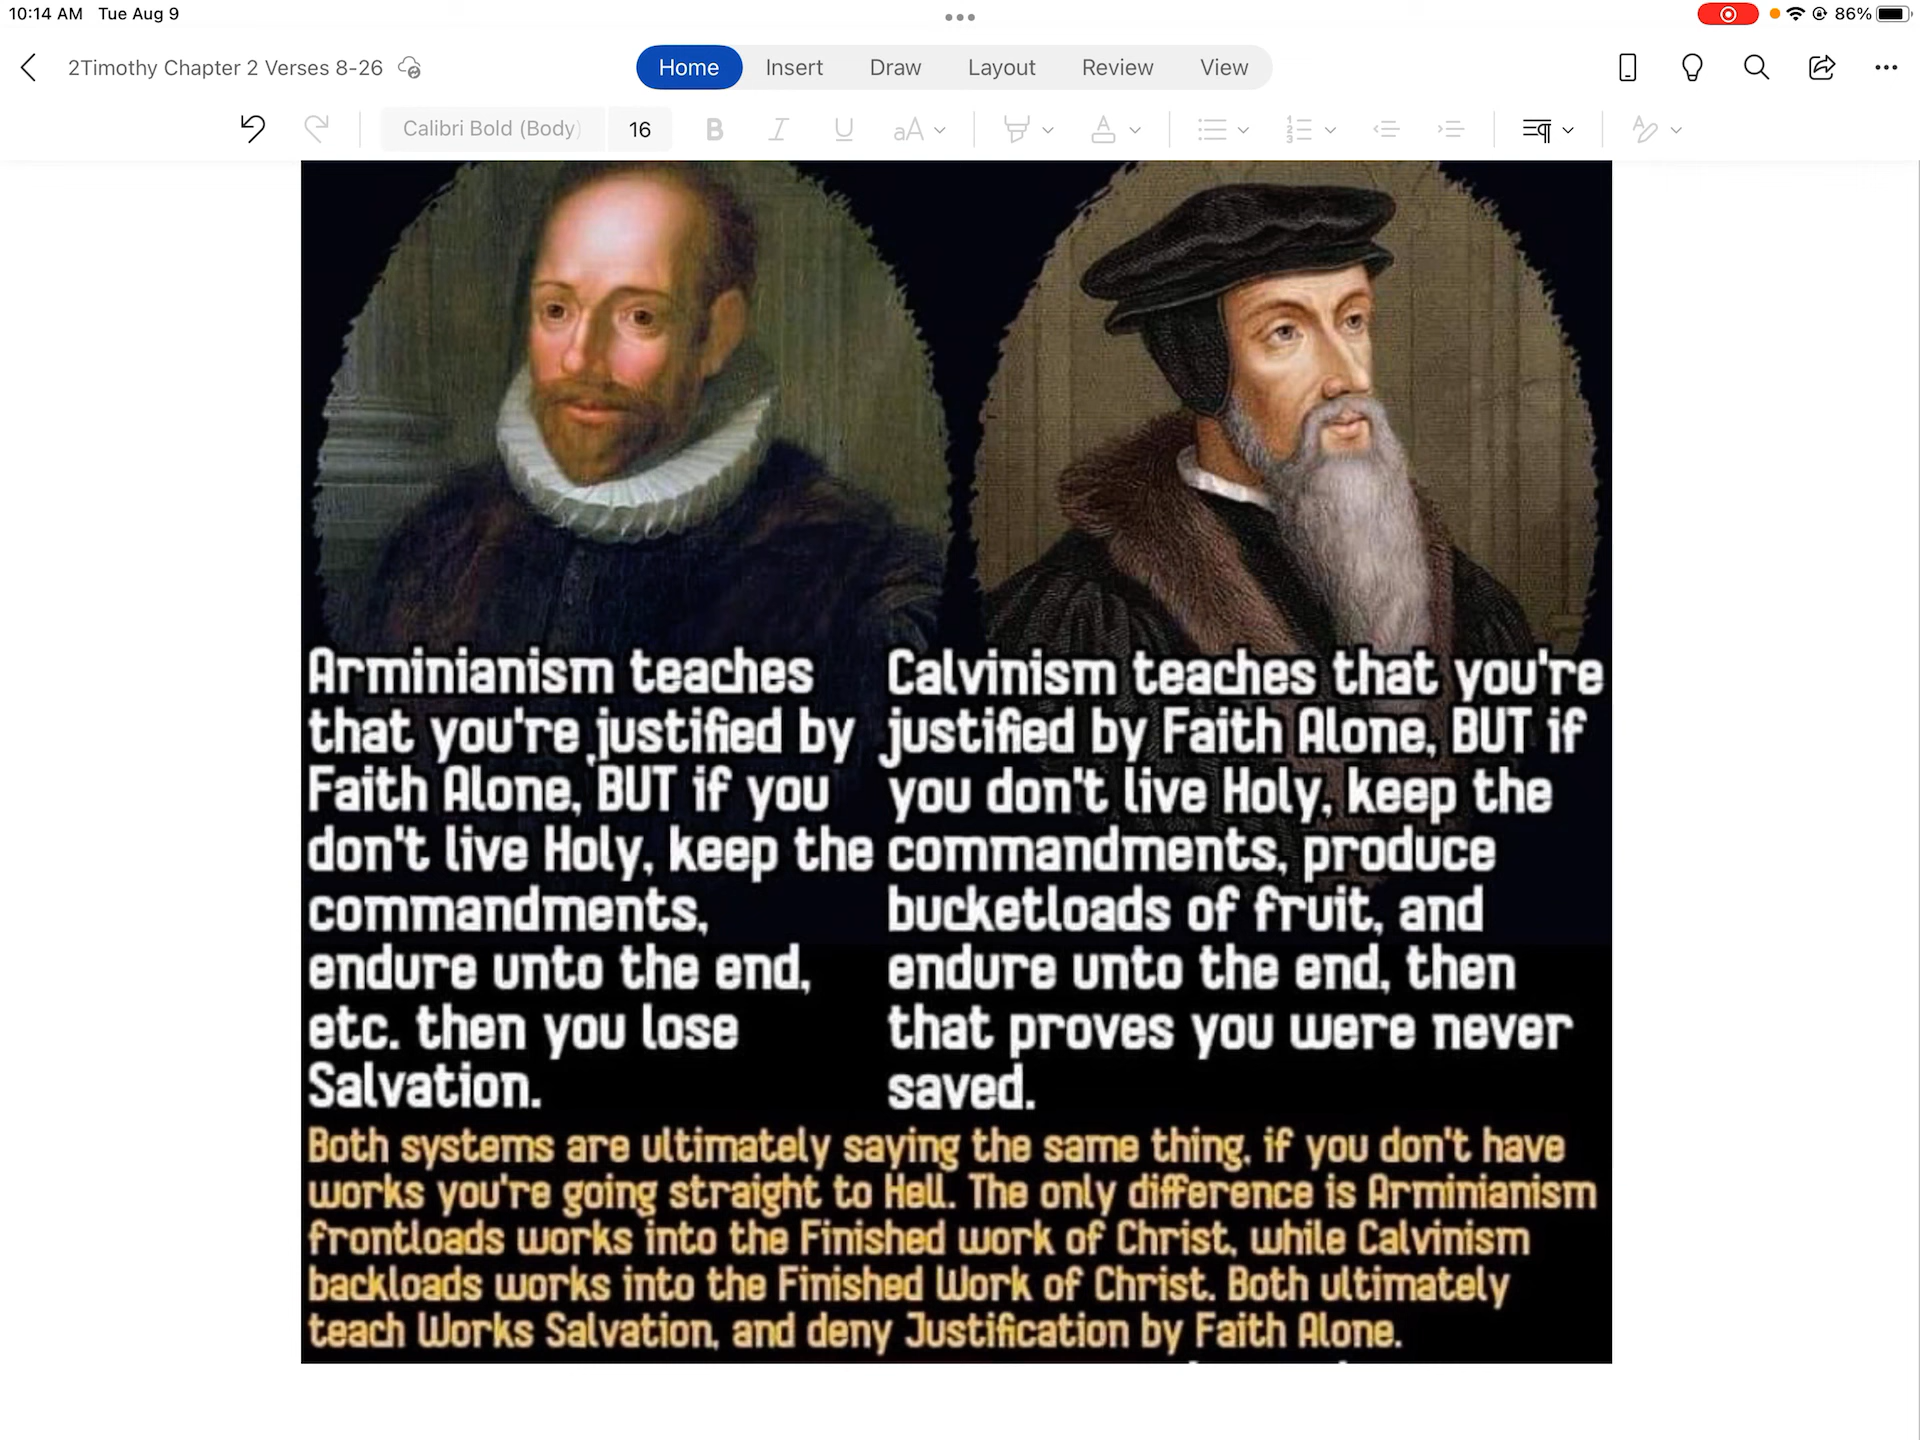 10:14 AM Tue Aug 9
86%
2Timothy Chapter 2 Verses 8-26
Home Insert Draw Layout Review View
Calibri Bold (Body) 16 B I U aA A
Arminianism teaches
that you're justified by
Faith Alone, BUT if you
don't live Holy, keep the
commandments,
endure unto the end,
etc. then you lose
Salvation.
Calvinism teaches that you're
justified by Faith Alone, BUT if
you don't live Holy, keep the
commandments, produce
bucketloads of fruit, and
endure unto the end, then
that proves you were never
saved.
Both systems are ultimately saying the same thing, if you don't have
works you're going straight to Hell. The only difference is Arminianism
frontloads works into the Finished work of Christ, while Calvinism
backloads works into the Finished Work of Christ. Both ultimately
teach Works Salvation, and deny Justification by Faith Alone.